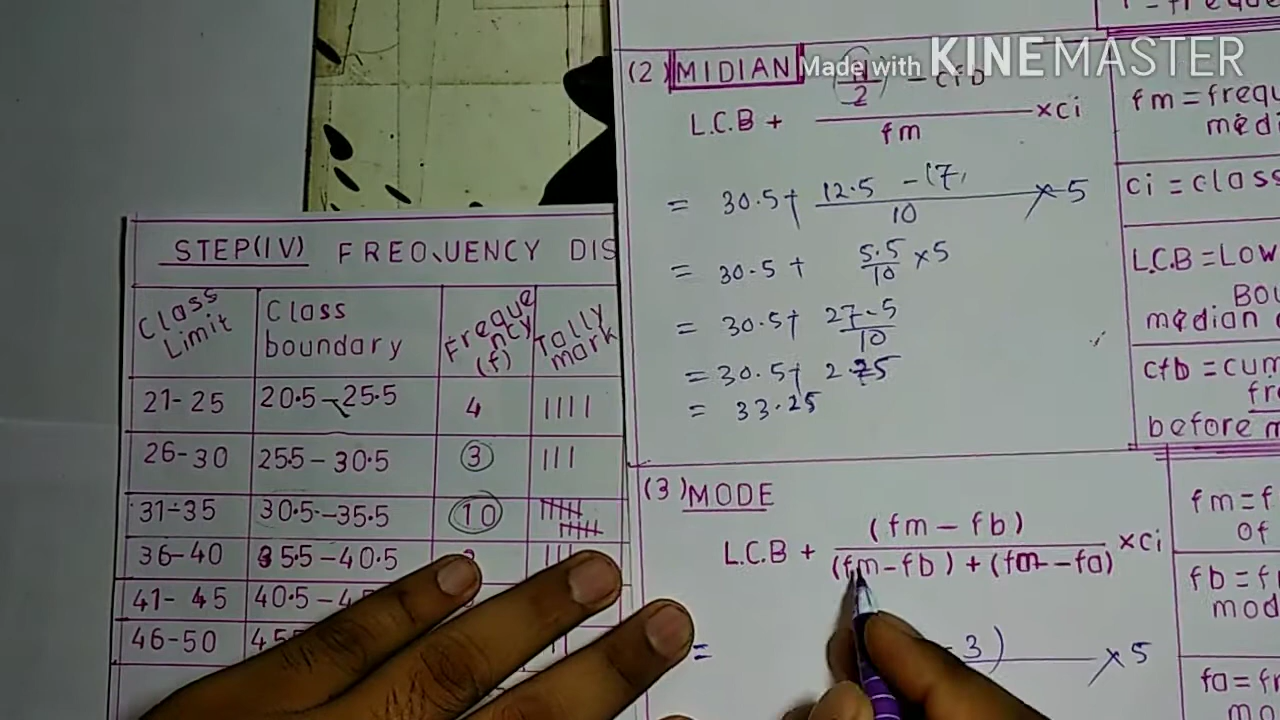 Made with KINEMASTER
(2) MIDIAN
L.C.B + (N/2) - cfb / fm × ci
= 30.5 + 12.5 - (7) / 10 × 5
= 30.5 + 5.5/10 × 5
= 30.5 + 27-5/10
= 30.5 + 2.75
= 33.25
fm = frequ
medi
ci = class
L.C.B = Low
Bou
median
cfb = cum
fre
before m
STEP(IV) FREQUENCY DIS
Class Limit Class boundary Frequenty (f) Tally mark
21-25 20.5-25.5 4 ||||
26-30 255-30.5 3 |||
31-35 30.5-35.5 10
36-40 35.5-40.5
41-45 40.5-4
46-50 45
(3) MODE
L.C.B + (fm - fb) / (fm - fb) + (fm - fa) × ci
= - 3) × 5
fm = f
of
fb = f
mod
fa = fr